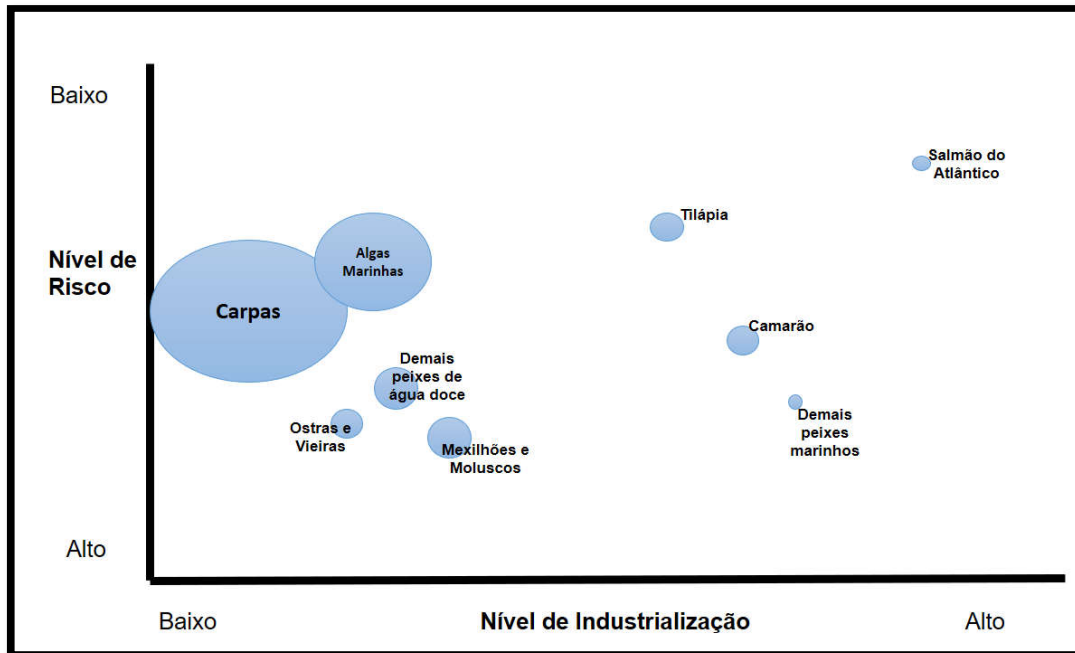 Baixo
Salmão do
Atlântico
Tilápia
Nível de
Risco
Algas
Marinhas
Carpas
Camarão
Demais
peixes de
água doce
Ostras e
Vieiras
Mexilhões e
Moluscos
Demais
peixes
marinhos
Alto
Baixo
Nível de Industrialização
Alto